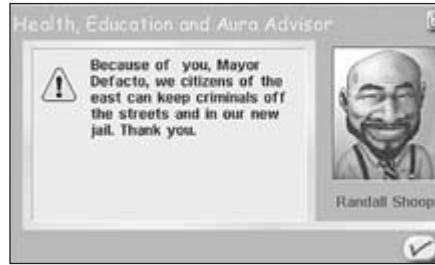 Health, Education and Aura Advisor
Because of you, Mayor
Defacto, we citizens of the
east can keep criminals off
the streets and in our new
jail. Thank you.
Randall Shoop